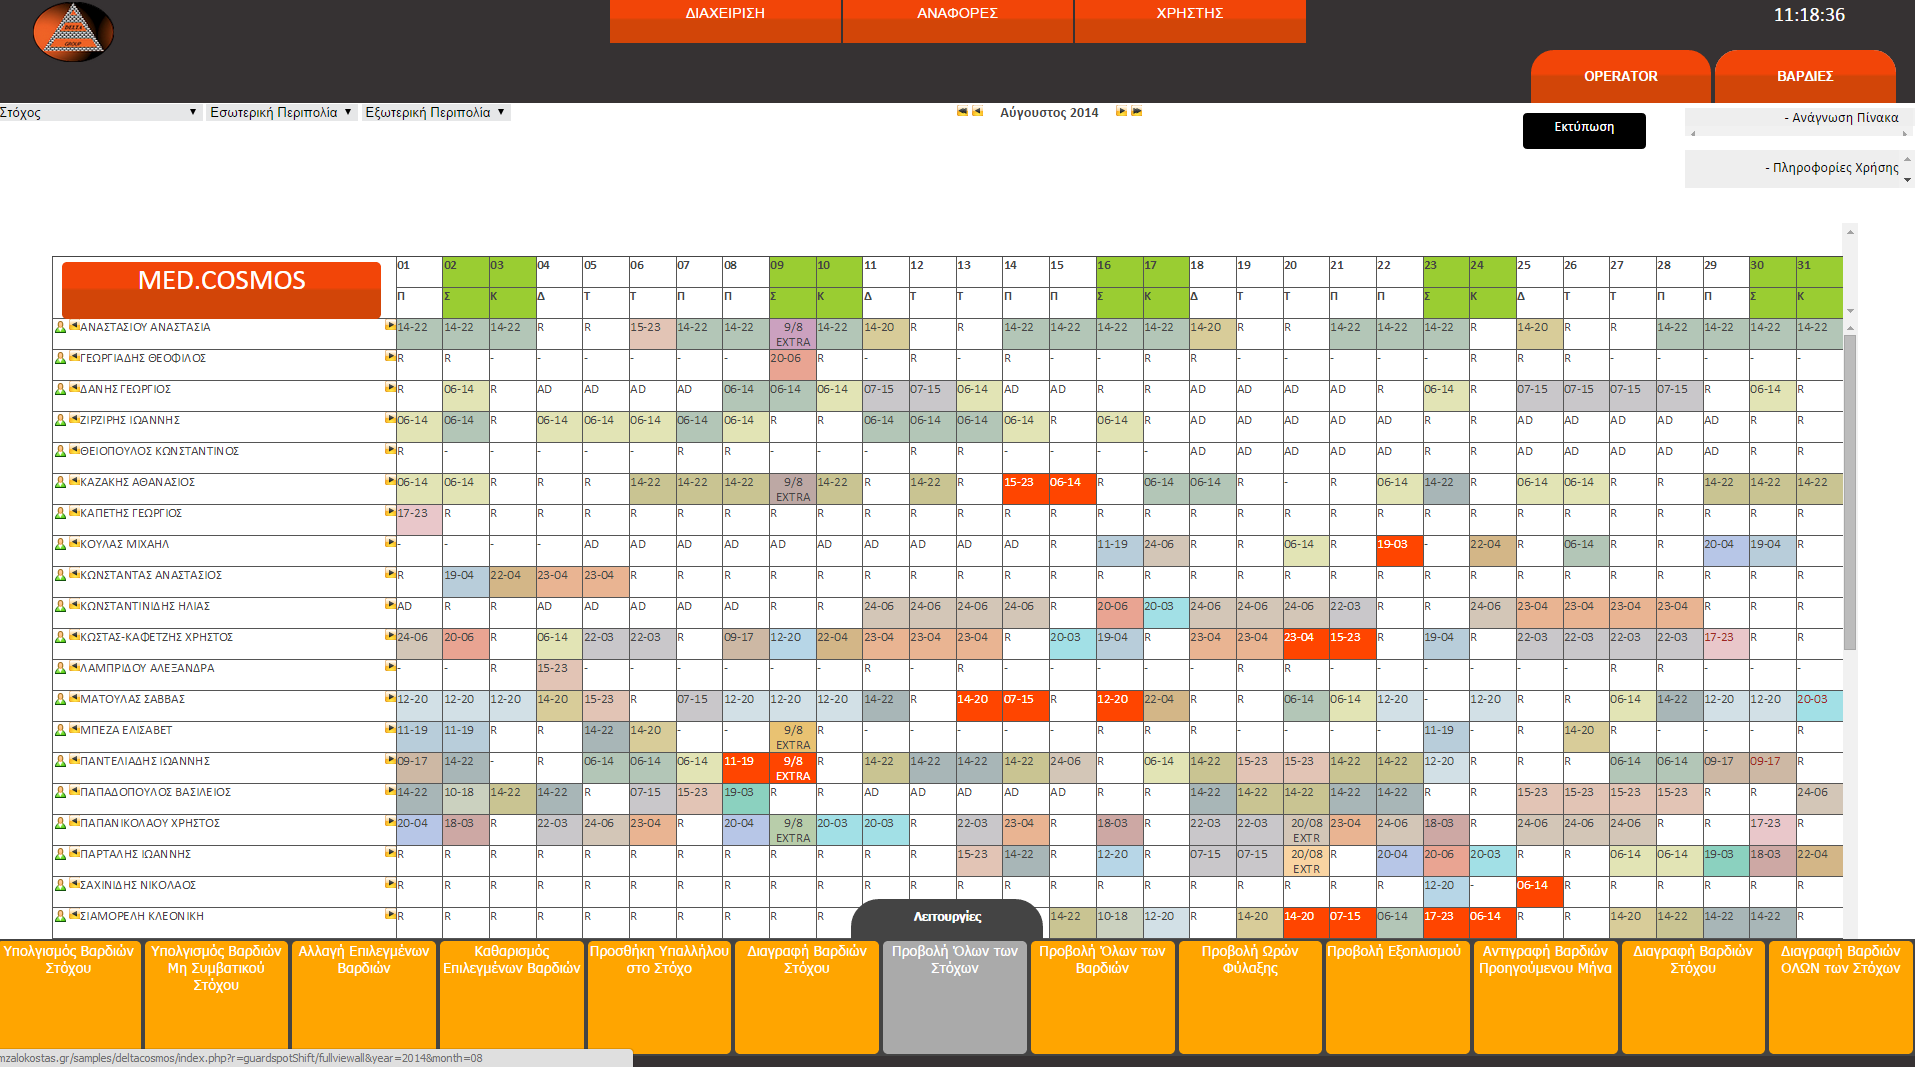 DELTA
GROUP
ΔΙΑΧΕΙΡΙΣΗ ΑΝΑΦΟΡΕΣ ΧΡΗΣΤΗΣ 11:18:36
OPERATOR ΒΑΡΔΙΕΣ
Στόχος Εσωτερική Περιπολία Εξωτερική Περιπολία Αύγουστος 2014
Εκτύπωση
- Ανάγνωση Πίνακα
- Πληροφορίες Χρήσης
MED.COSMOS
01 02 03 04 05 06 07 08 09 10 11 12 13 14 15 16 17 18 19 20 21 22 23 24 25 26 27 28 29 30 31
Π Σ Κ Δ Τ Τ Π Π Σ Κ Δ Τ Τ Π Π Σ Κ Δ Τ Τ Π Π Σ Κ Δ Τ Τ Π Π Σ Κ
ΑΝΑΣΤΑΣΙΟΥ ΑΝΑΣΤΑΣΙΑ 14-22 14-22 14-22 R R 15-23 14-22 14-22 9/8 EXTRA 14-22 14-20 R R 14-22 14-22 14-22 14-22 14-20 R R 14-22 14-22 14-22 R 14-20 R R 14-22 14-22 14-22 14-22
ΓΕΩΡΓΙΑΔΗΣ ΘΕΟΦΙΛΟΣ R R - - - - - - 20-06 R - R - R - - R R - - - - - R R R - - - - -
ΔΑΝΗΣ ΓΕΩΡΓΙΟΣ R 06-14 R AD AD AD AD 06-14 06-14 06-14 07-15 07-15 06-14 AD AD R R AD AD AD AD R 06-14 R 07-15 07-15 07-15 07-15 R 06-14 R
ΖΙΡΖΙΡΗΣ ΙΩΑΝΝΗΣ 06-14 06-14 R 06-14 06-14 06-14 06-14 06-14 R R 06-14 06-14 06-14 06-14 R 06-14 R AD AD AD AD AD R R AD AD AD AD AD R R
ΘΕΙΟΠΟΥΛΟΣ ΚΩΝΣΤΑΝΤΙΝΟΣ R - - - - - R R - - - R R - - - - AD AD AD AD AD R R AD AD AD AD AD R R
ΚΑΖΑΚΗΣ ΑΘΑΝΑΣΙΟΣ 06-14 06-14 R R R 14-22 14-22 14-22 9/8 EXTRA 14-22 R 14-22 R 15-23 06-14 R 06-14 06-14 R - R 06-14 14-22 R 06-14 06-14 R R 14-22 14-22 14-22
ΚΑΠΕΤΗΣ ΓΕΩΡΓΙΟΣ 17-23 R R R R R R R R R R R R R R R R R R R R R R R R R R R R R R
ΚΟΥΛΑΣ ΜΙΧΑΗΛ - - - - AD AD AD AD AD AD AD AD AD AD R 11-19 24-06 R R 06-14 R 19-03 - 22-04 R 06-14 R R 20-04 19-04 R
ΚΩΝΣΤΑΝΤΑΣ ΑΝΑΣΤΑΣΙΟΣ R 19-04 22-04 23-04 23-04 R R R R R R R R R R R R R R R R R R R R R R R R R R
ΚΩΝΣΤΑΝΤΙΝΙΔΗΣ ΗΛΙΑΣ AD R R AD AD AD AD AD R R 24-06 24-06 24-06 24-06 R 20-06 20-03 24-06 24-06 24-06 22-03 R R 24-06 23-04 23-04 23-04 23-04 R R R
ΚΩΣΤΑΣ-ΚΑΦΕΤΖΗΣ ΧΡΗΣΤΟΣ 24-06 20-06 R 06-14 22-03 22-03 R 09-17 12-20 22-04 23-04 23-04 23-04 R 20-03 19-04 R 23-04 23-04 23-04 15-23 R 19-04 R 22-03 22-03 22-03 22-03 17-23 R R
ΛΑΜΠΡΙΔΟΥ ΑΛΕΞΑΝΔΡΑ - - R 15-23 - - - - - - R - R - - - - - R R - - - - - - R R - - -
ΜΑΤΟΥΛΑΣ ΣΑΒΒΑΣ 12-20 12-20 12-20 14-20 15-23 R 07-15 12-20 12-20 12-20 14-22 R 14-20 07-15 R 12-20 22-04 R R 06-14 06-14 12-20 - 12-20 R R 06-14 14-22 12-20 12-20 20-03
ΜΠΕΖΑ ΕΛΙΣΑΒΕΤ 11-19 11-19 R R 14-22 14-20 - - 9/8 EXTRA R - - - - - R R R - - - - 11-19 - R 14-20 R - - - R
ΠΑΝΤΕΛΙΑΔΗΣ ΙΩΑΝΝΗΣ 09-17 14-22 - R 06-14 06-14 06-14 11-19 9/8 EXTRA R 14-22 14-22 14-22 14-22 24-06 R 06-14 14-22 15-23 15-23 14-22 14-22 12-20 R R R 06-14 06-14 09-17 09-17 R
ΠΑΠΑΔΟΠΟΥΛΟΣ ΒΑΣΙΛΕΙΟΣ 14-22 10-18 14-22 14-22 R 07-15 15-23 19-03 R R AD AD AD AD AD R R 14-22 14-22 14-22 14-22 14-22 R R 15-23 15-23 15-23 15-23 R R 24-06
ΠΑΠΑΝΙΚΟΛΑΟΥ ΧΡΗΣΤΟΣ 20-04 18-03 R 22-03 24-06 23-04 R 20-04 9/8 EXTRA 20-03 20-03 R 22-03 23-04 R 18-03 R 22-03 22-03 20/08 EXTR 23-04 24-06 18-03 R 24-06 24-06 24-06 R R 17-23 R
ΠΑΡΤΑΛΗΣ ΙΩΑΝΝΗΣ R R R R R R R R R R R R 15-23 14-22 R 12-20 R 07-15 07-15 20/08 EXTR R 20-04 20-06 20-03 R R 06-14 06-14 19-03 18-03 22-04
ΣΑΧΙΝΙΔΗΣ ΝΙΚΟΛΑΟΣ R R R R R R R R R R R R R R R R R R R R R R 12-20 - 06-14 R R R R R R
ΣΙΑΜΟΡΕΛΗ ΚΛΕΟΝΙΚΗ R R R R R R R R R R 14-22 10-18 12-20 R 14-20 14-20 07-15 06-14 17-23 06-14 R R 14-20 14-22 14-22 14-22 R
Λειτουργίες
Υπολγισμός Βαρδιών Στόχου
Υπολγισμός Βαρδιών Μη Συμβατικού Στόχου
Αλλαγή Επιλεγμένων Βαρδιών
Καθαρισμός Επιλεγμένων Βαρδιών
Προσθήκη Υπαλλήλου στο Στόχο
Διαγραφή Βαρδιών Στόχου
Προβολή Όλων των Στόχων
Προβολή Όλων των Βαρδιών
Προβολή Ωρών Φύλαξης
Προβολή Εξοπλισμού
Αντιγραφή Βαρδιών Προηγούμενου Μήνα
Διαγραφή Βαρδιών Στόχου
Διαγραφή Βαρδιών ΟΛΩΝ των Στόχων
mzalokostas.gr/samples/deltacosmos/index.php?r=guardspotShift/fullviewall&year=2014&month=08